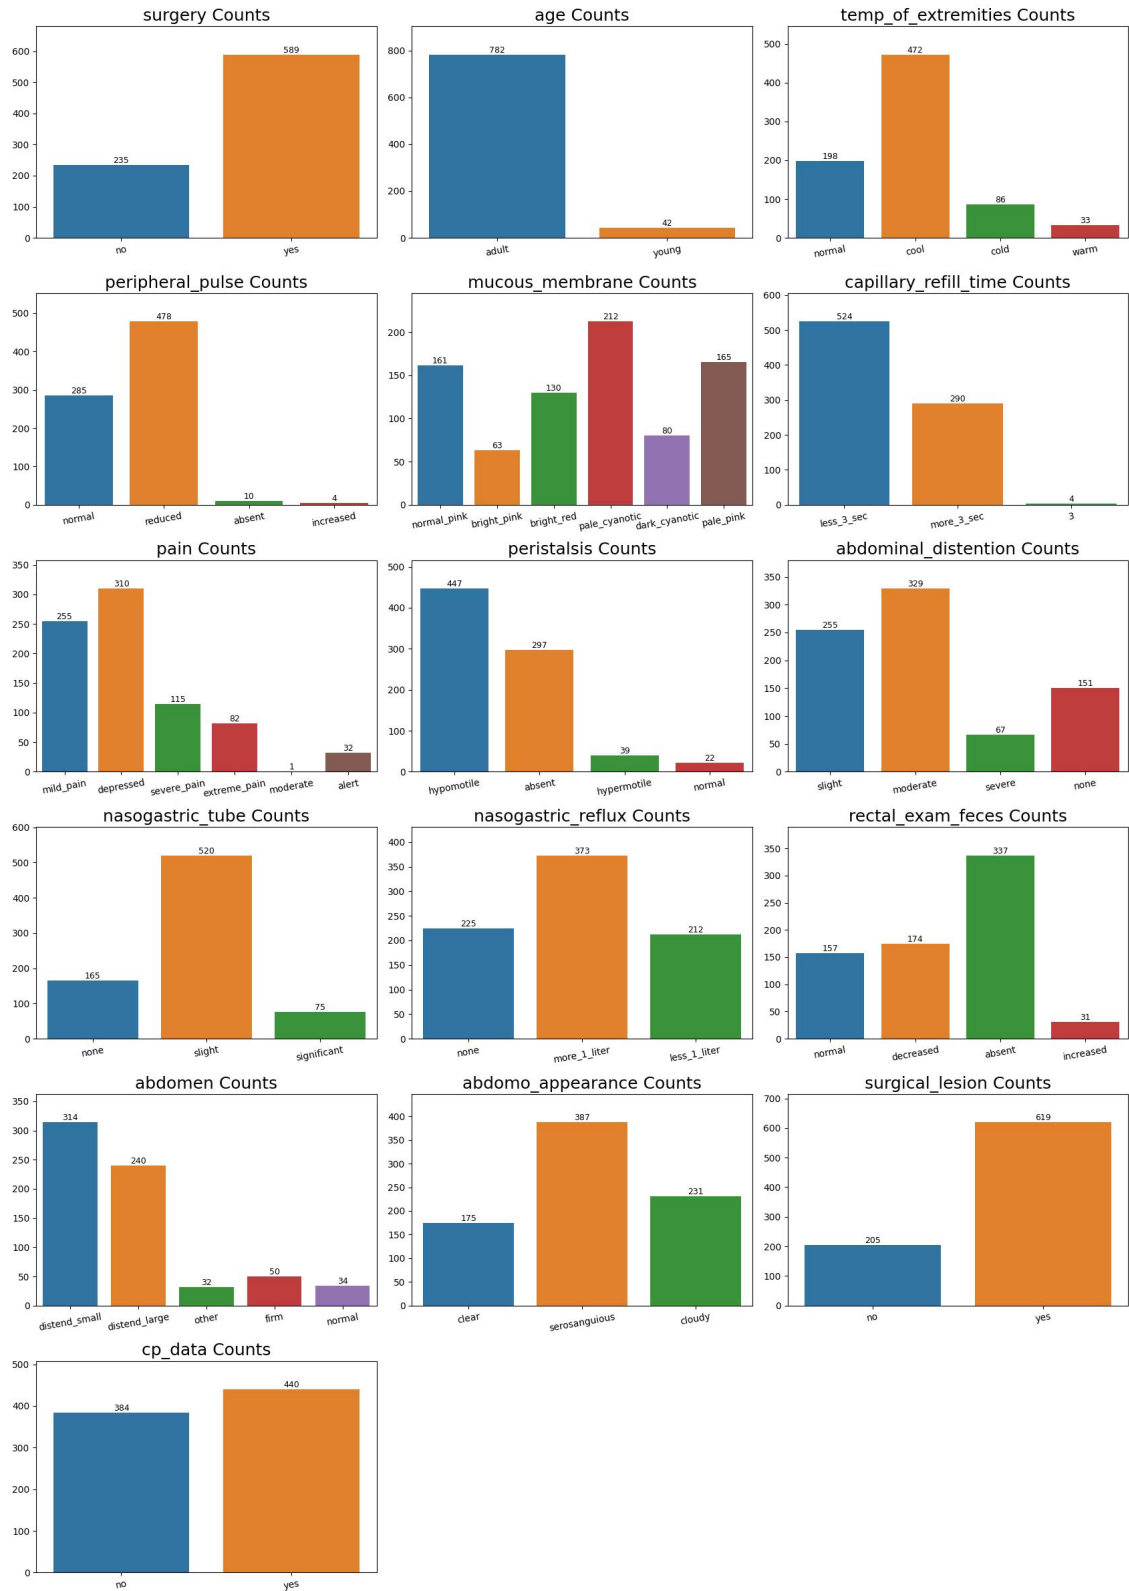 surgery Counts
600
500
400
300
200
100
0
235
589
no
yes
age Counts
800
600
400
200
0
782
42
adult
young
temp_of_extremities Counts
500
400
300
200
100
0
198
472
86
33
normal
cool
cold
warm
peripheral_pulse Counts
500
400
300
200
100
0
285
478
10
4
normal
reduced
absent
increased
mucous_membrane Counts
200
150
100
50
0
161
63
130
212
80
165
normal_pink
bright_pink
bright_red
pale_cyanotic
dark_cyanotic
pale_pink
capillary_refill_time Counts
600
500
400
300
200
100
0
524
290
4
less_3_sec
more_3_sec
3
pain Counts
350
300
250
200
150
100
50
0
255
310
115
82
1
32
mild_pain
depressed
severe_pain
extreme_pain
moderate
alert
peristalsis Counts
500
400
300
200
100
0
447
297
39
22
hypomotile
absent
hypermotile
normal
abdominal_distention Counts
350
300
250
200
150
100
50
0
255
329
67
151
slight
moderate
severe
none
nasogastric_tube Counts
600
500
400
300
200
100
0
165
520
75
none
slight
significant
nasogastric_reflux Counts
400
350
300
250
200
150
100
50
0
225
373
212
none
more_1_liter
less_1_liter
rectal_exam_feces Counts
350
300
250
200
150
100
50
0
157
174
337
31
normal
decreased
absent
increased
abdomen Counts
350
300
250
200
150
100
50
0
314
240
32
50
34
distend_small
distend_large
other
firm
normal
abdomo_appearance Counts
400
350
300
250
200
150
100
50
0
175
387
231
clear
serosanguious
cloudy
surgical_lesion Counts
700
600
500
400
300
200
100
0
205
619
no
yes
cp_data Counts
500
400
300
200
100
0
384
440
no
yes